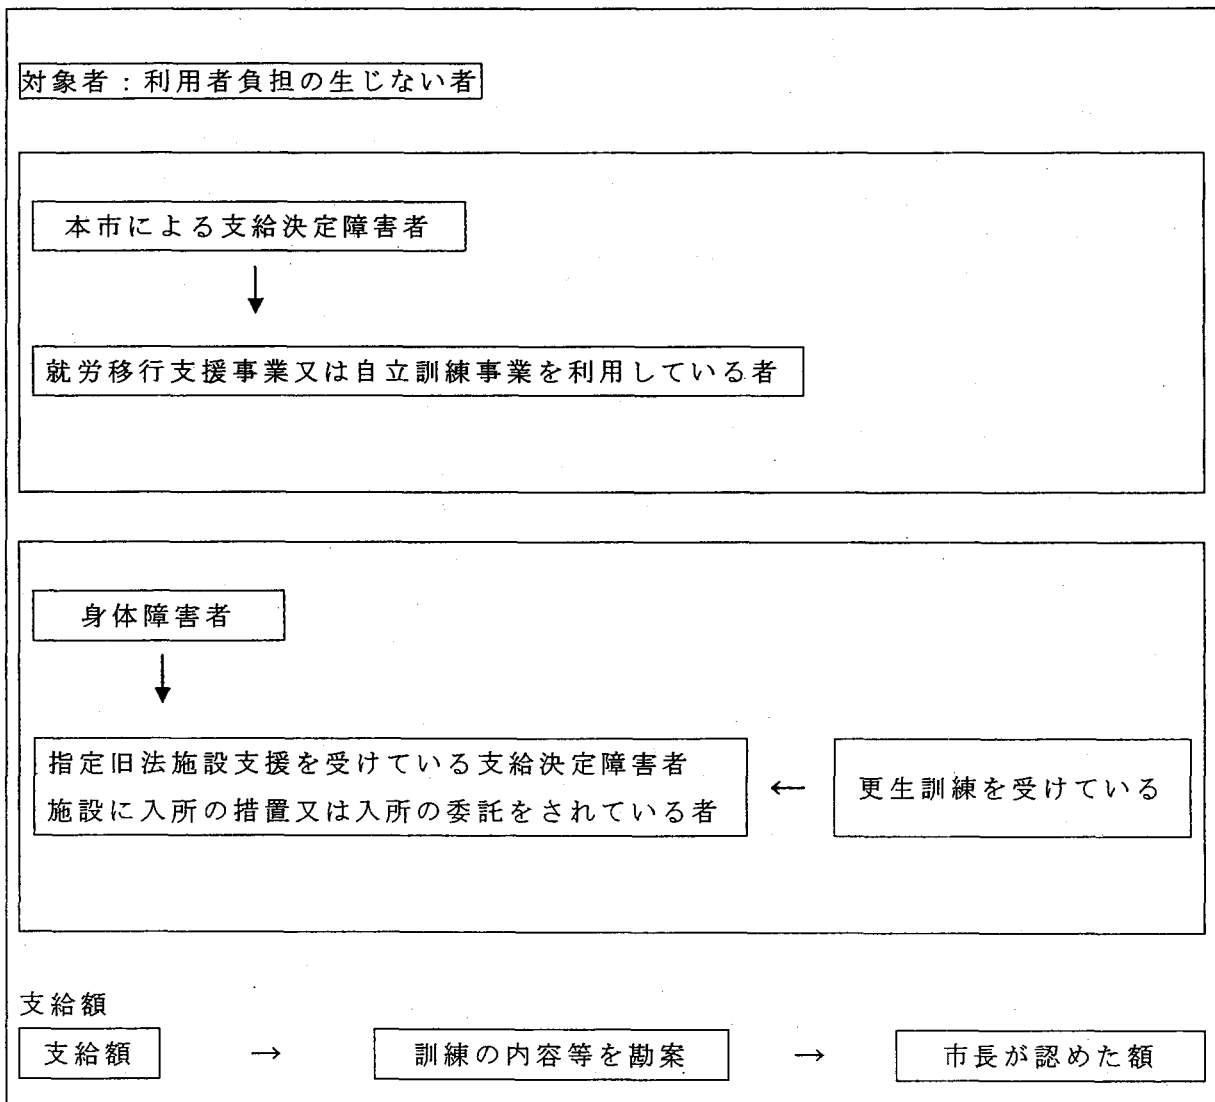 対象者：利用者負担の生じない者
本市による支給決定障害者
↓
就労移行支援事業又は自立訓練事業を利用している者
身体障害者
↓
指定旧法施設支援を受けている支給決定障害者
施設に入所の措置又は入所の委託をされている者
←
更生訓練を受けている
支給額
支給額 → 訓練の内容等を勘案 → 市長が認めた額